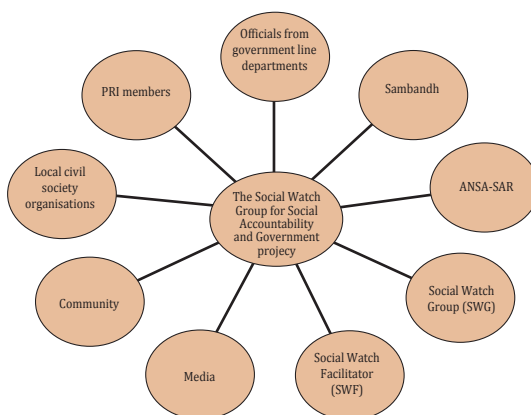 Officials from
government line
departments
Sambandh
ANSA-SAR
Social Watch
Group (SWG)
Social Watch
Facilitator
(SWF)
Media
Community
Local civil
society
organisations
PRI members
The Social Watch
Group for Social
Accountability
and Government
projecy